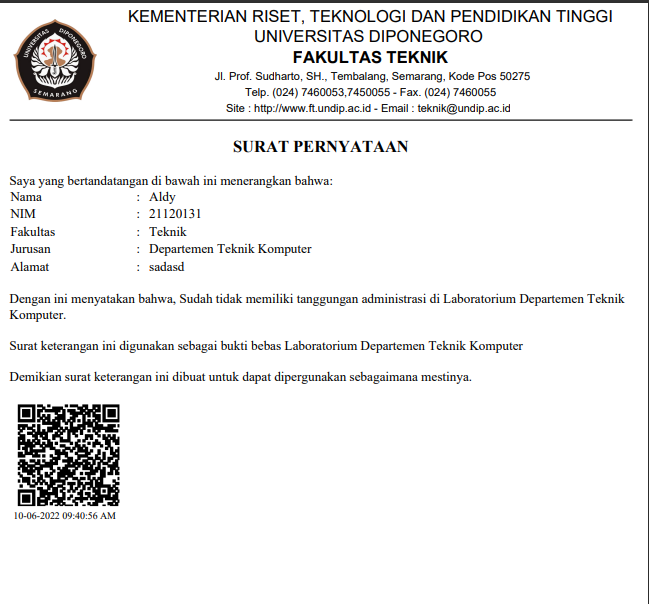 KEMENTERIAN RISET, TEKNOLOGI DAN PENDIDIKAN TINGGI
UNIVERSITAS DIPONEGORO
FAKULTAS TEKNIK
Jl. Prof. Sudharto, SH., Tembalang, Semarang, Kode Pos 50275
Telp. (024) 7460053,7450055 - Fax. (024) 7460055
Site : http://www.ft.undip.ac.id - Email : teknik@undip.ac.id
UNIVERSITAS DIPONEGORO
SEMARANG
SURAT PERNYATAAN
Saya yang bertandatangan di bawah ini menerangkan bahwa:
Nama : Aldy
NIM : 21120131
Fakultas : Teknik
Jurusan : Departemen Teknik Komputer
Alamat : sadasd
Dengan ini menyatakan bahwa, Sudah tidak memiliki tanggungan administrasi di Laboratorium Departemen Teknik
Komputer.
Surat keterangan ini digunakan sebagai bukti bebas Laboratorium Departemen Teknik Komputer
Demikian surat keterangan ini dibuat untuk dapat dipergunakan sebagaimana mestinya.
10-06-2022 09:40:56 AM